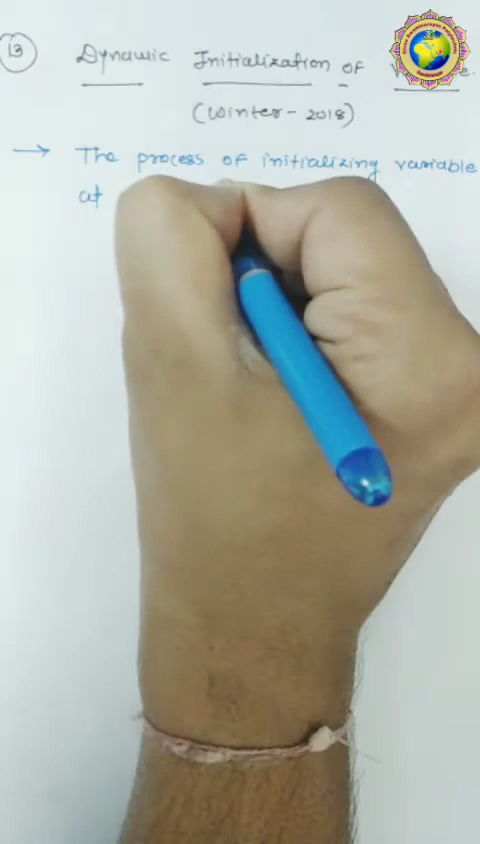 13
Dynamic Initialization of
(Winter - 2018)
→ The process of initializing variable
at